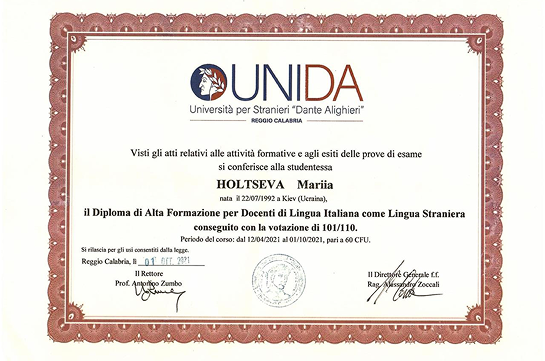 UNIDA
Università per Stranieri "Dante Alighieri"
REGGIO CALABRIA
Visti gli atti relativi alle attività formative e agli esiti delle prove di esame
si conferisce alla studentessa
HOLTSEVA Mariia
nata il 22/07/1992 a Kiev (Ucraina),
il Diploma di Alta Formazione per Docenti di Lingua Italiana come Lingua Straniera
conseguito con la votazione di 101/110.
Periodo del corso: dal 12/04/2021 al 01/10/2021, pari a 60 CFU.
Si rilascia per gli usi consentiti dalla legge.
Reggio Calabria, lì 01 OTT. 2021
Il Rettore
Prof. Antonino Zumbo
Il Direttore Generale f.f.
Rag. Alessandro Zoccali